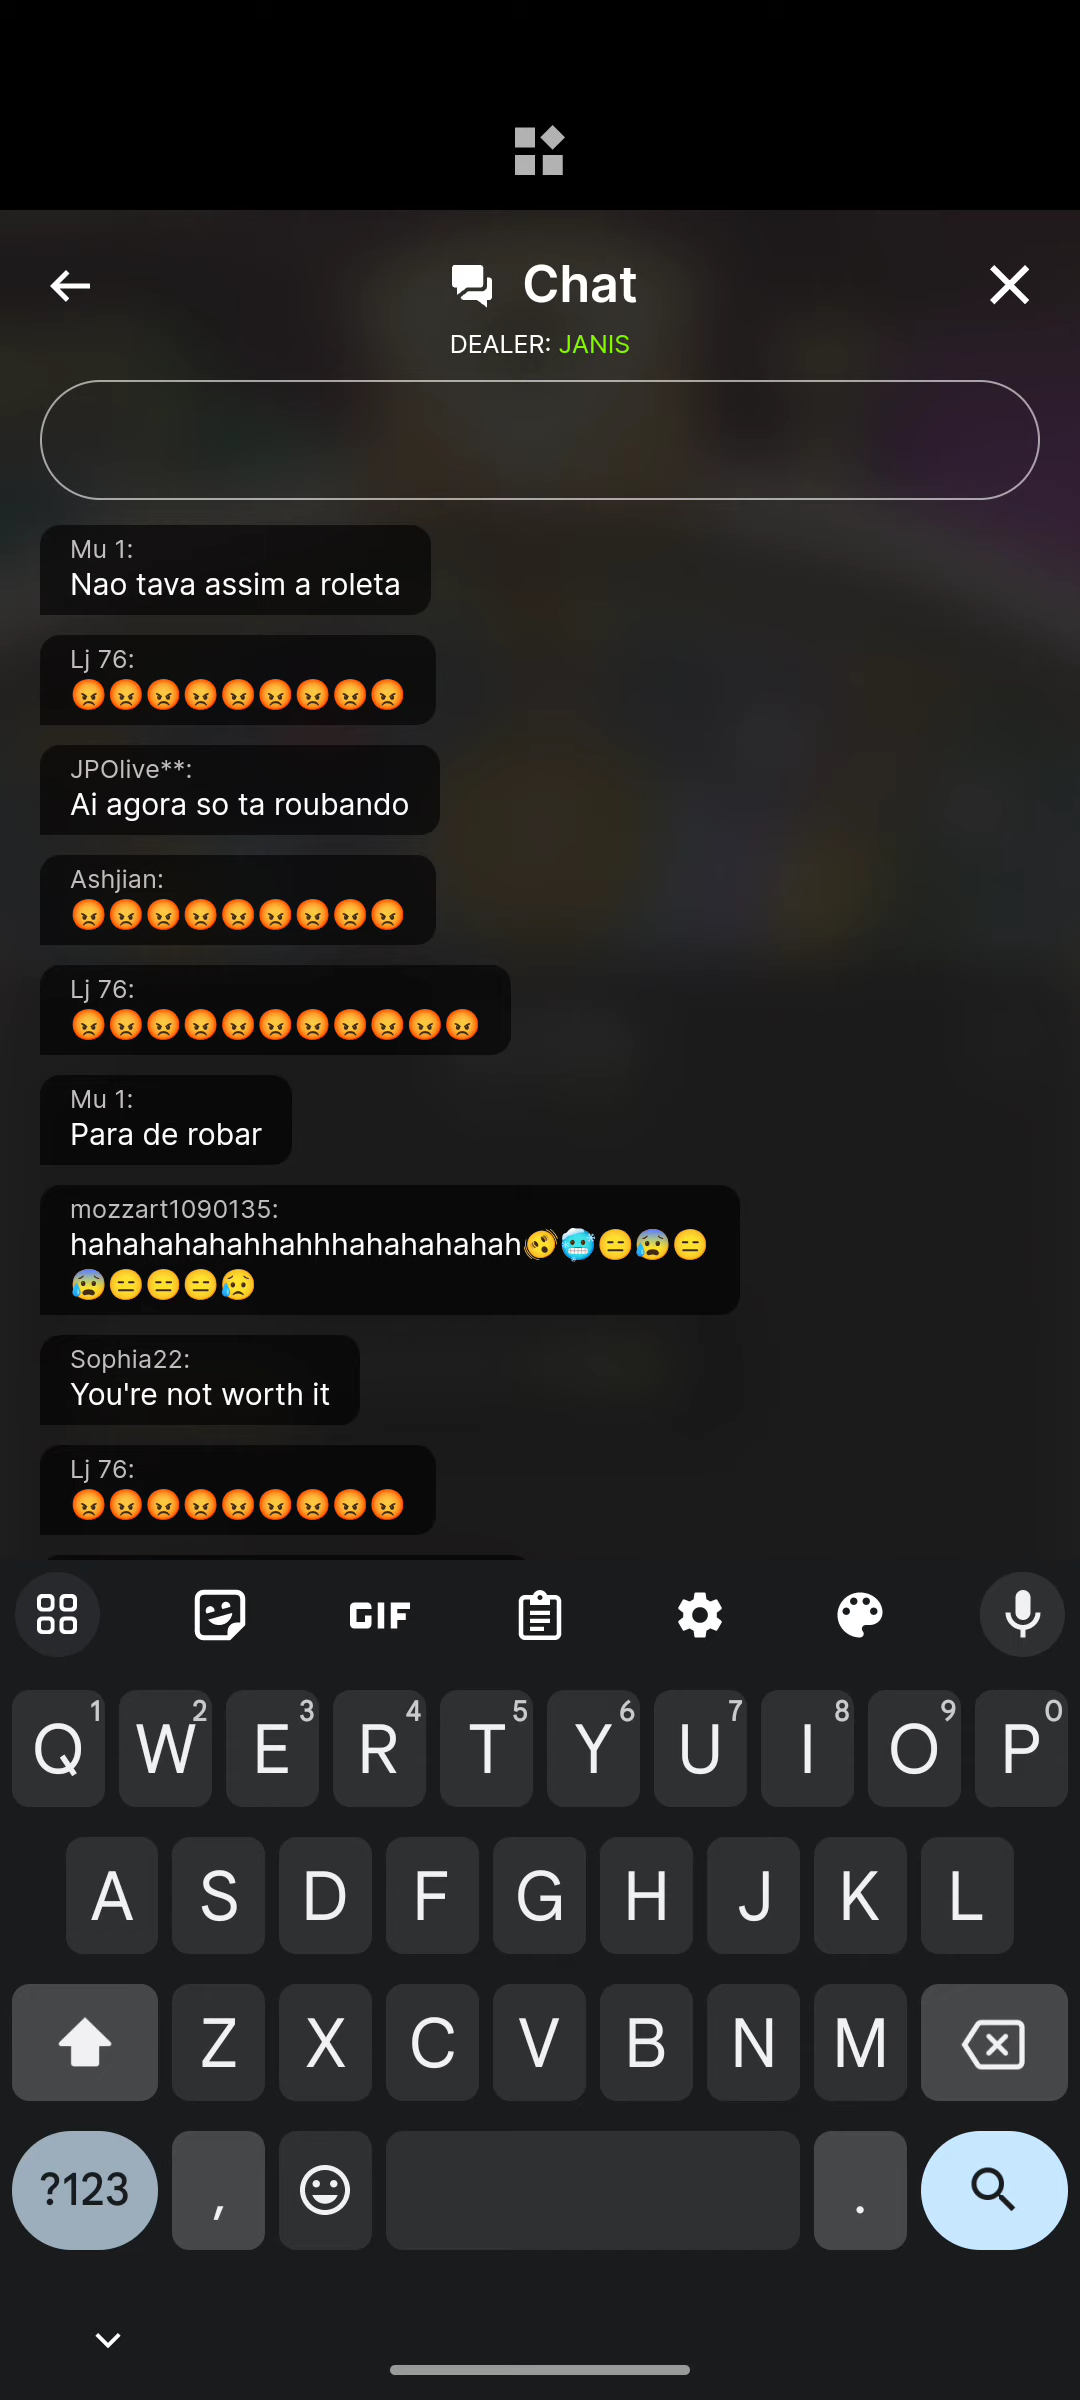 Chat
DEALER: JANIS
Mu 1:
Nao tava assim a roleta
Lj 76:
😡😡😡😡😡😡😡😡😡
JPOlive**:
Ai agora so ta roubando
Ashjian:
😡😡😡😡😡😡😡😡😡
Lj 76:
😡😡😡😡😡😡😡😡😡😡😡
Mu 1:
Para de robar
mozzart1090135:
hahahahahahhahhhahahahahah🫨🥶😑😰😑
😰😑😑😑😥
Sophia22:
You're not worth it
Lj 76:
😡😡😡😡😡😡😡😡😡
GIF
Q1 W2 E3 R4 T5 Y6 U7 I8 O9 P0
A S D F G H J K L
Z X C V B N M
?123 , .